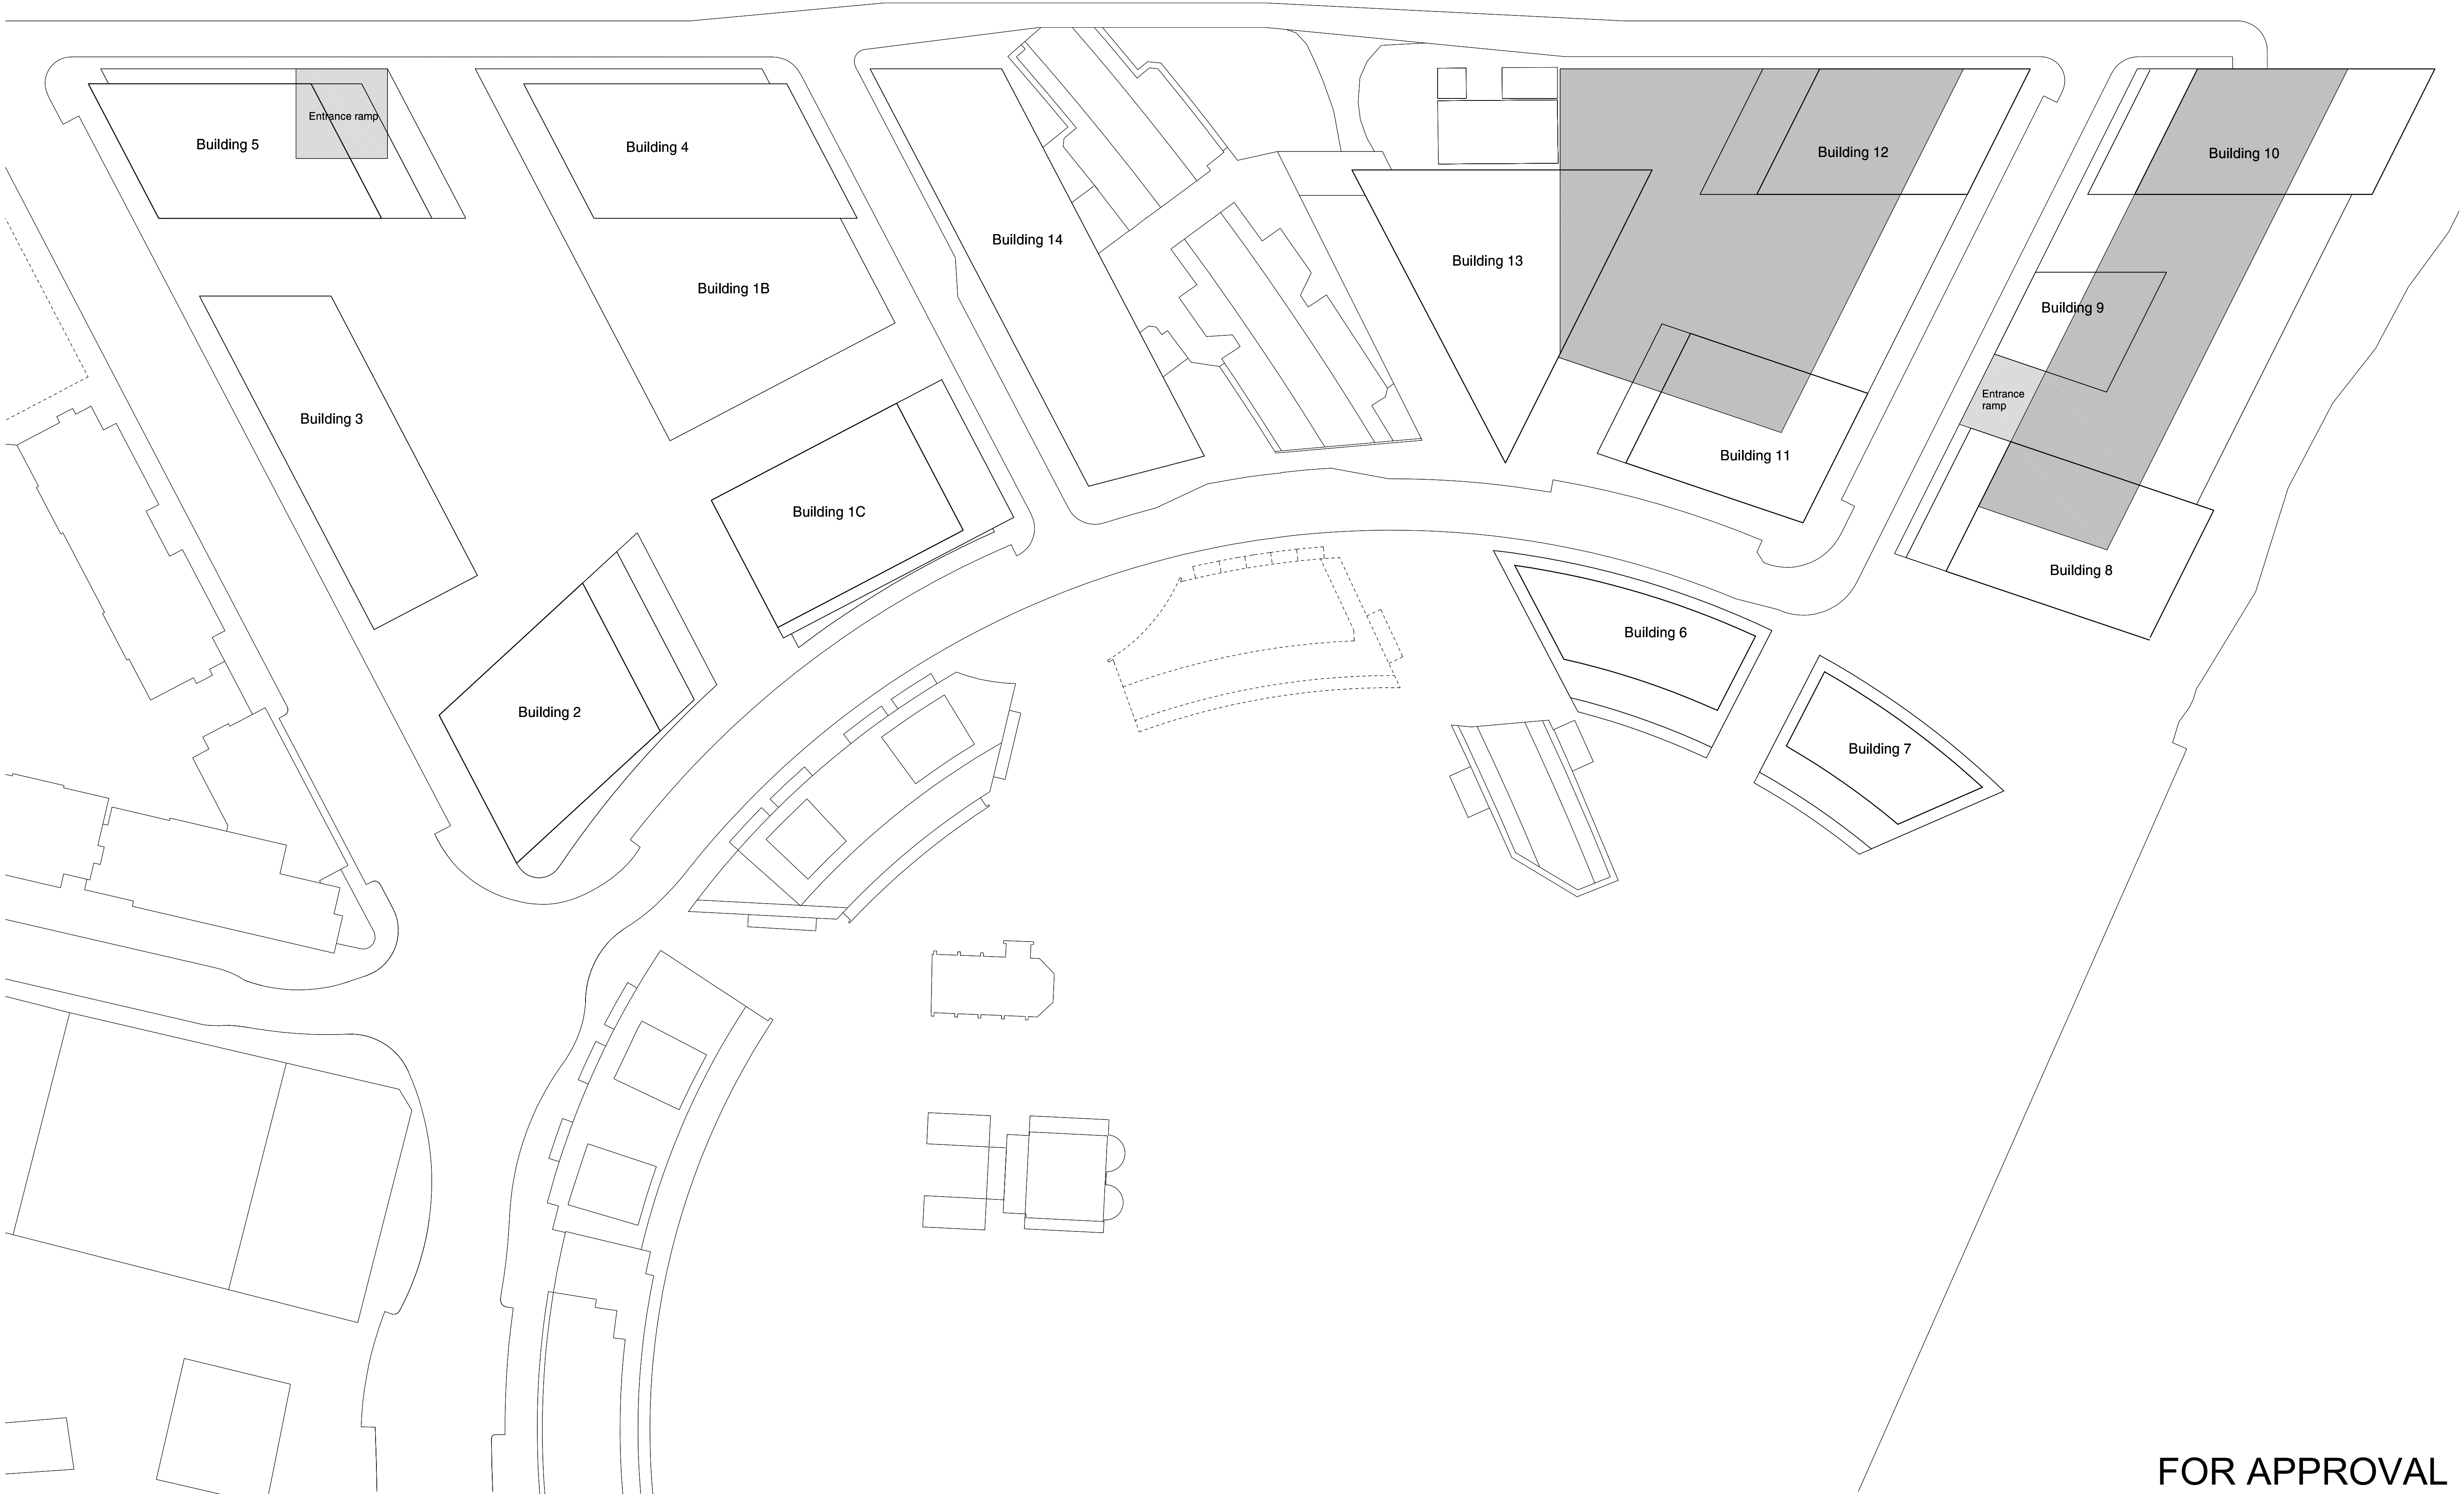 Entrance ramp
Building 5
Building 4
Building 12
Building 10
Building 14
Building 13
Building 1B
Building 9
Entrance
ramp
Building 3
Building 11
Building 1C
Building 8
Building 6
Building 2
Building 7
FOR APPROVAL